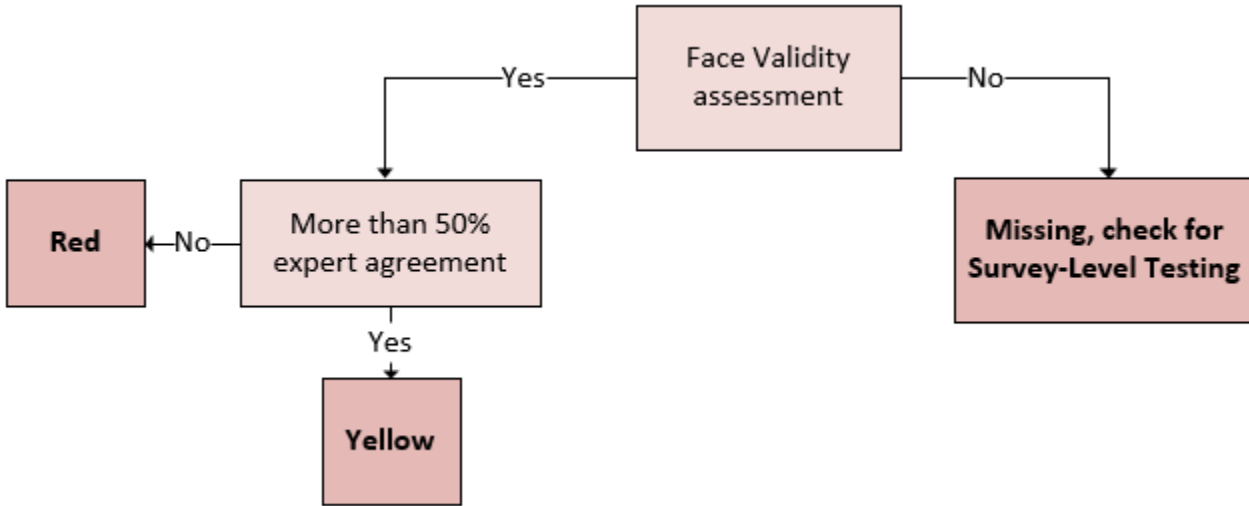 Face Validity
assessment
Yes
No
Red
No
More than 50%
expert agreement
Missing, check for
Survey-Level Testing
Yes
Yellow